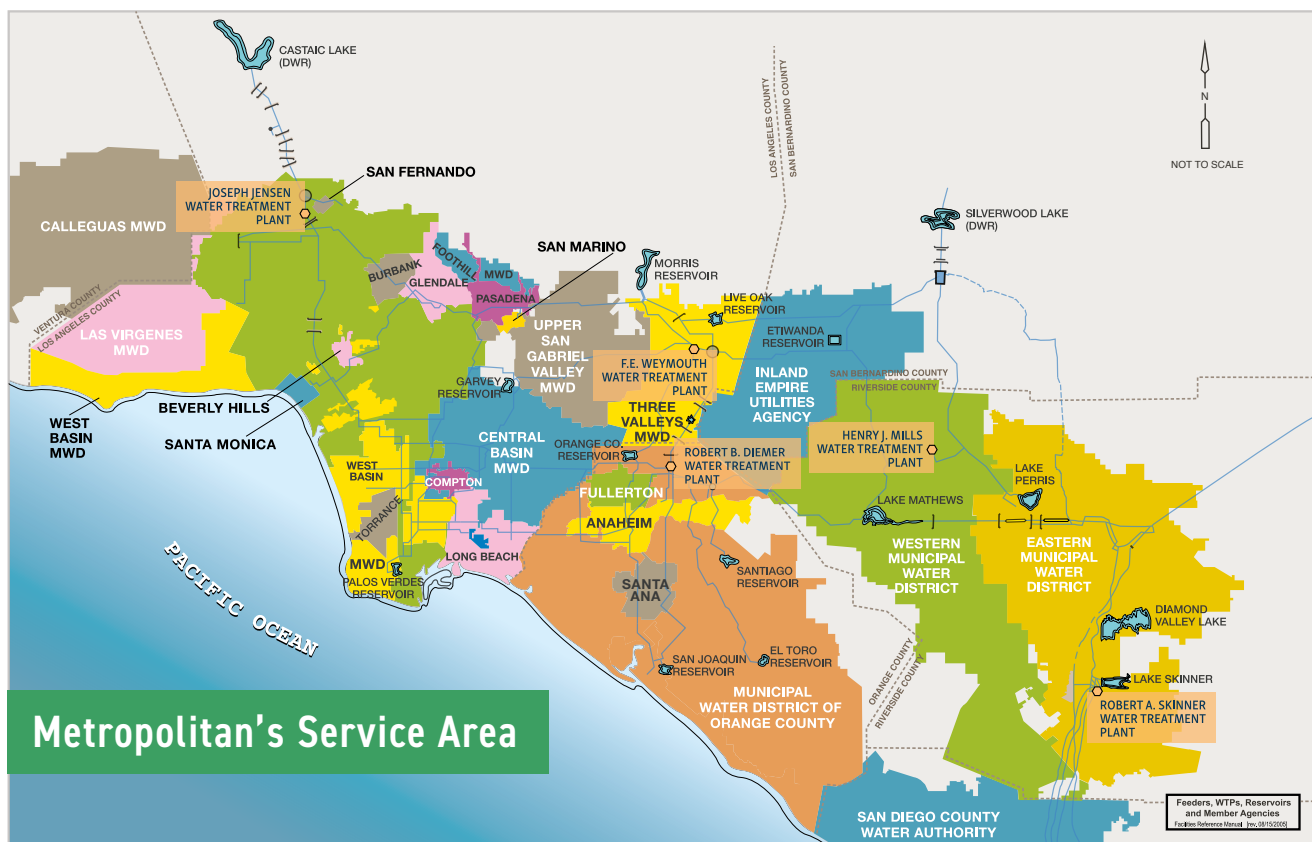 CASTAIC LAKE
(DWR)
LOS ANGELES COUNTY
SAN BERNARDINO COUNTY
N
NOT TO SCALE
SAN FERNANDO
JOSEPH JENSEN
WATER TREATMENT
PLANT
CALLEGUAS MWD
SILVERWOOD LAKE
(DWR)
SAN MARINO
MORRIS
RESERVOIR
BURBANK
GLENDALE
FOOTHILL
MWD
PASADENA
LIVE OAK
RESERVOIR
VENTURA COUNTY
LOS ANGELES COUNTY
LAS VIRGENES
MWD
UPPER
SAN
GABRIEL
VALLEY
MWD
ETIWANDA
RESERVOIR
F.E. WEYMOUTH
WATER TREATMENT
PLANT
INLAND
EMPIRE
UTILITIES
AGENCY
SAN BERNARDINO COUNTY
RIVERSIDE COUNTY
GARVEY
RESERVOIR
WEST
BASIN
MWD
BEVERLY HILLS
SANTA MONICA
THREE
VALLEYS
MWD
CENTRAL
BASIN
MWD
ORANGE CO.
RESERVOIR
ROBERT B. DIEMER
WATER TREATMENT
PLANT
HENRY J. MILLS
WATER TREATMENT
PLANT
WEST
BASIN
COMPTON
FULLERTON
LAKE
PERRIS
LAKE MATHEWS
TORRANCE
ANAHEIM
LONG BEACH
MWD
PALOS VERDES
RESERVOIR
WESTERN
MUNICIPAL
WATER
DISTRICT
EASTERN
MUNICIPAL
WATER
DISTRICT
SANTIAGO
RESERVOIR
SANTA
ANA
PACIFIC OCEAN
DIAMOND
VALLEY LAKE
SAN JOAQUIN
RESERVOIR
EL TORO
RESERVOIR
ORANGE COUNTY
RIVERSIDE COUNTY
LAKE SKINNER
MUNICIPAL
WATER DISTRICT OF
ORANGE COUNTY
ROBERT A. SKINNER
WATER TREATMENT
PLANT
Metropolitan's Service Area
SAN DIEGO COUNTY
WATER AUTHORITY
Feeders, WTPs, Reservoirs
and Member Agencies
Facilities Reference Manual [rev. 08/15/2005]